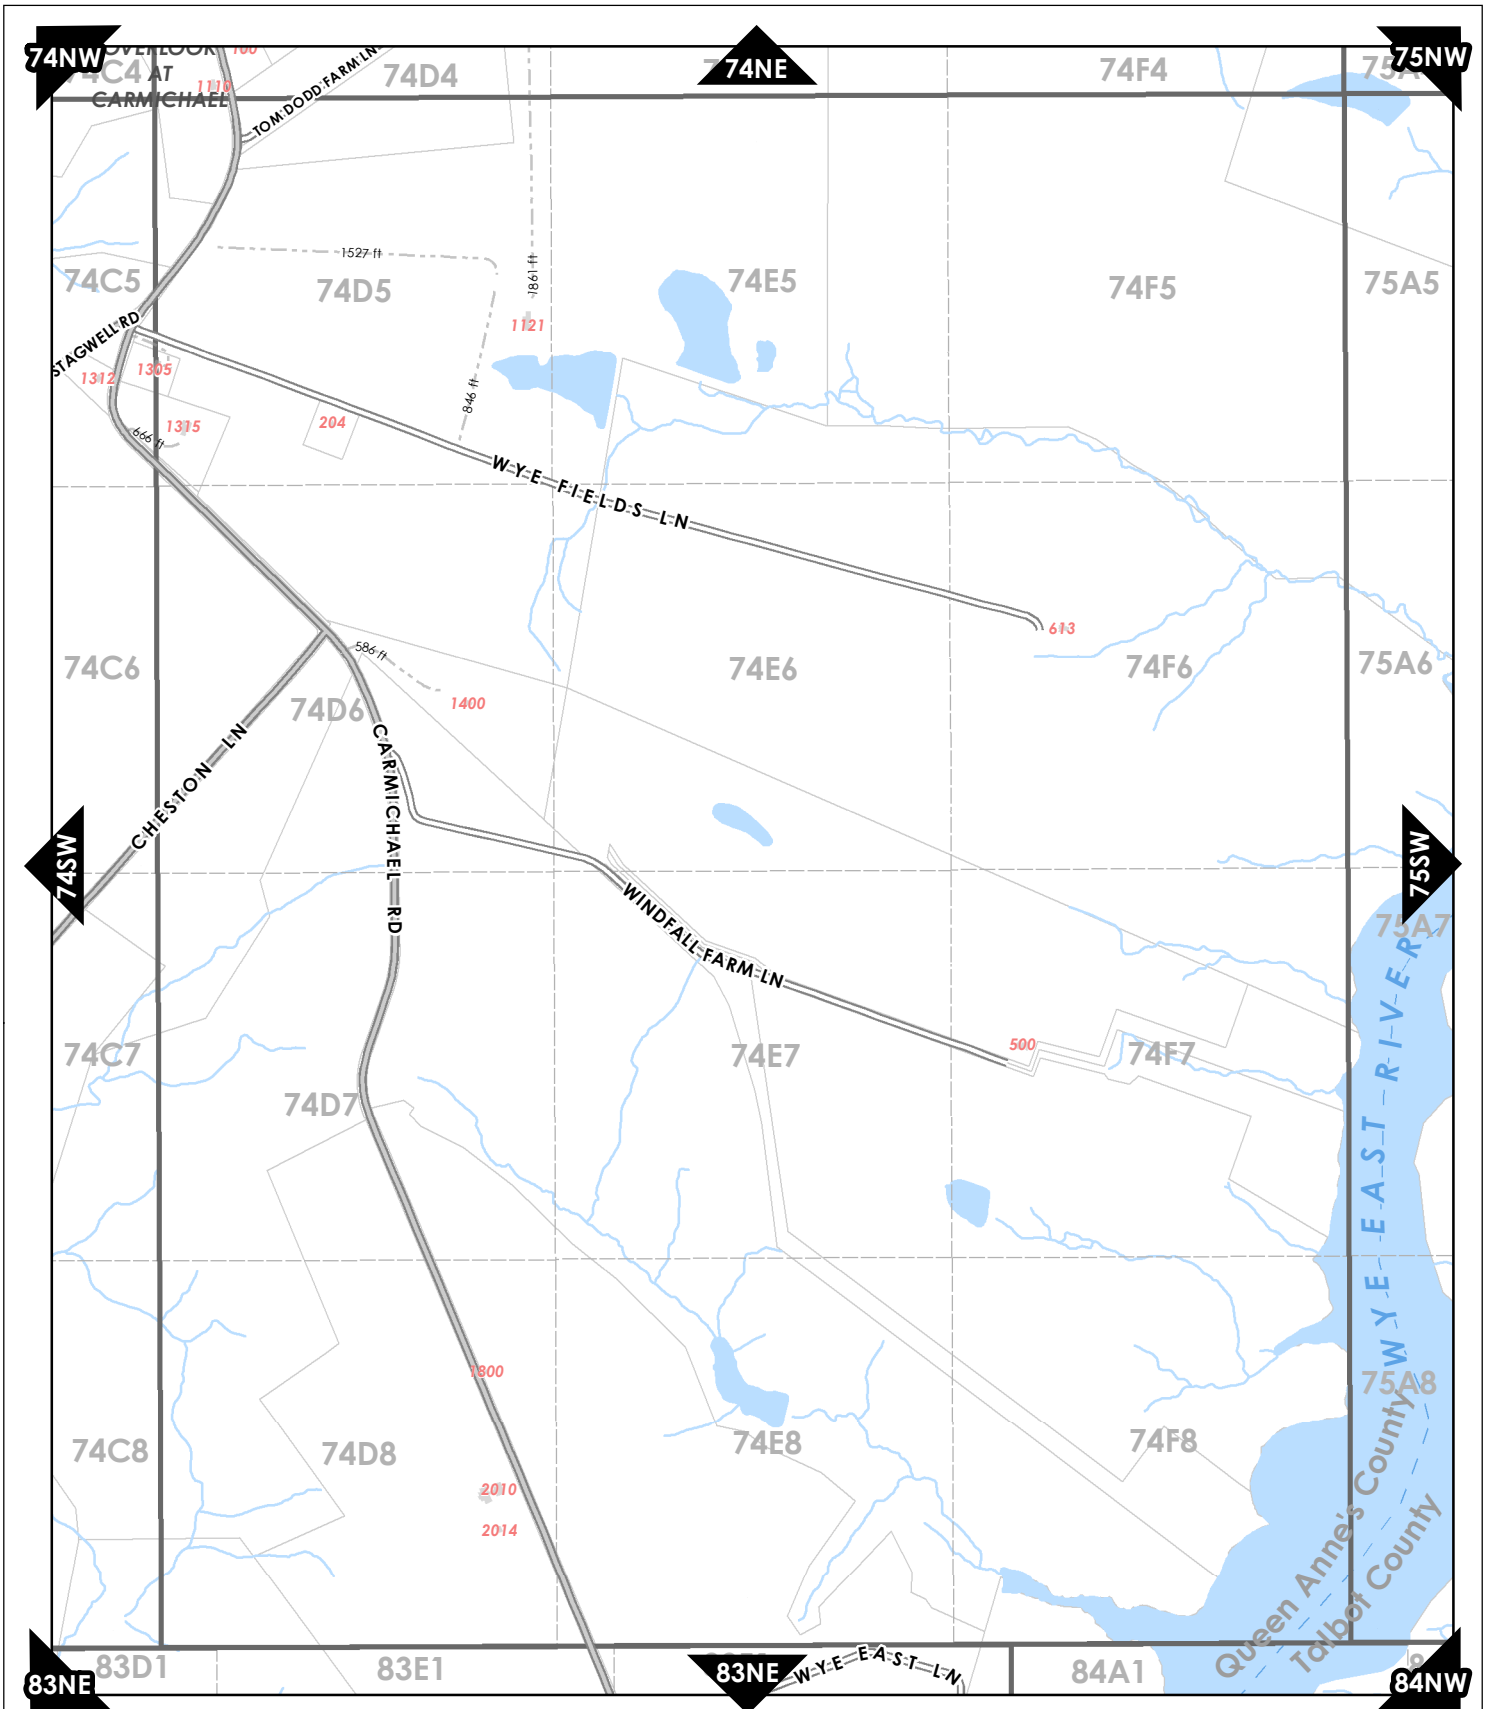 74NW
OVERLOOK
AT
CARMICHAEL
74C4
100
1110
TOM DODD FARM LN
74D4
74NE
74F4
75A
75NW
74C5
1527 ft
74D5
1861 ft
1121
74E5
74F5
75A5
STAGWELL RD
1312
1305
1315
666 ft
204
846 ft
WYE FIELDS LN
613
74C6
586 ft
74D6
1400
74E6
74F6
75A6
CHESTON LN
CARMICHAEL RD
74SW
75SW
WINDFALL FARM LN
75A7
WYE EAST RIVER
74C7
74D7
74E7
500
74F7
1800
75A8
74C8
74D8
74E8
74F8
2010
2014
Queen Anne's County
Talbot County
83NE
83D1
83E1
83NE
WYE EAST LN
84A1
84NW